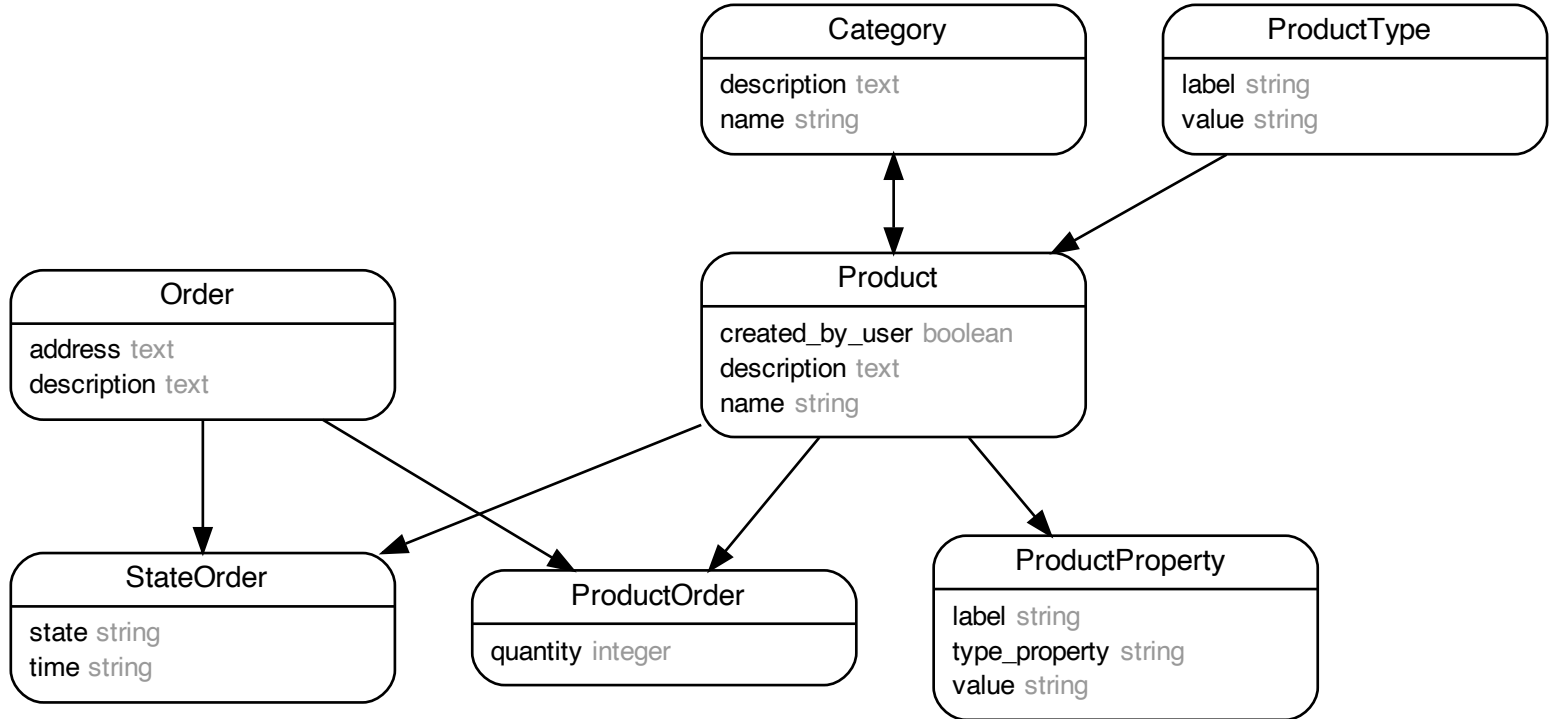 Category
description text
name string
ProductType
label string
value string
Order
address text
description text
Product
created_by_user boolean
description text
name string
StateOrder
state string
time string
ProductOrder
quantity integer
ProductProperty
label string
type_property string
value string